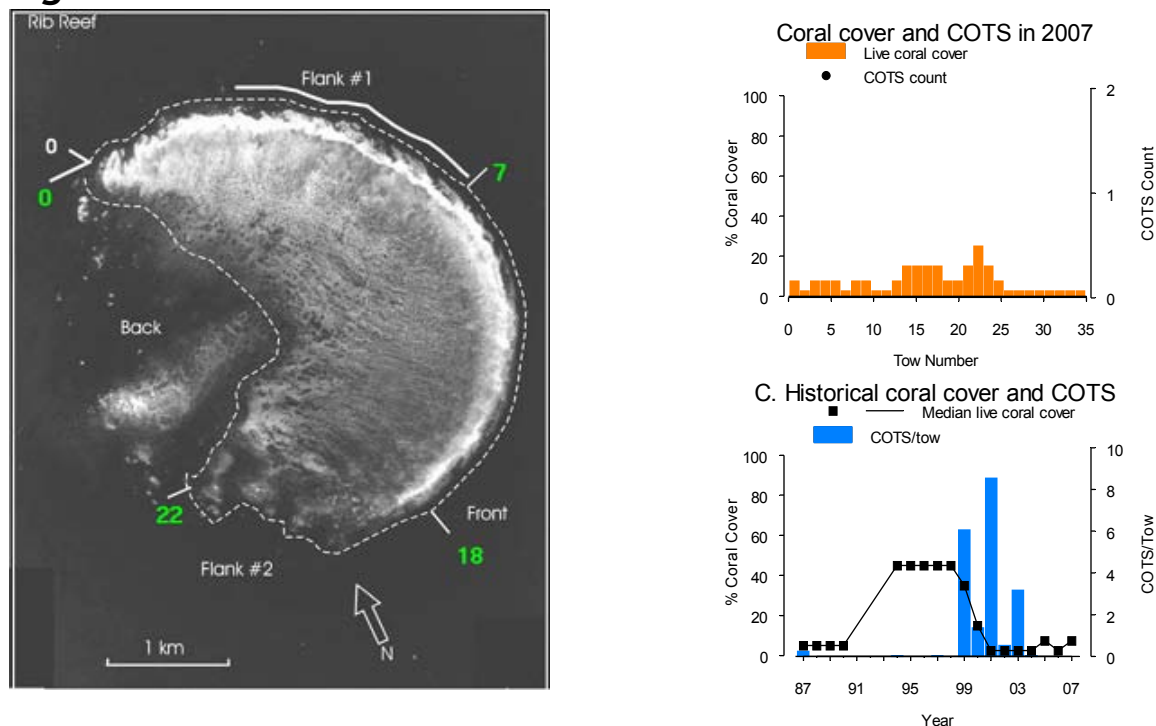 Rib Reef
Flank #1
0
0
7
Back
22
Front
18
Flank #2
1 km
N
Coral cover and COTS in 2007
Live coral cover
COTS count
100
80
60
40
20
0
% Coral Cover
2
1
0
COTS Count
0 5 10 15 20 25 30 35
Tow Number
C. Historical coral cover and COTS
Median live coral cover
COTS/tow
100
80
60
40
20
0
% Coral Cover
10
8
6
4
2
0
COTS/Tow
87 91 95 99 03 07
Year